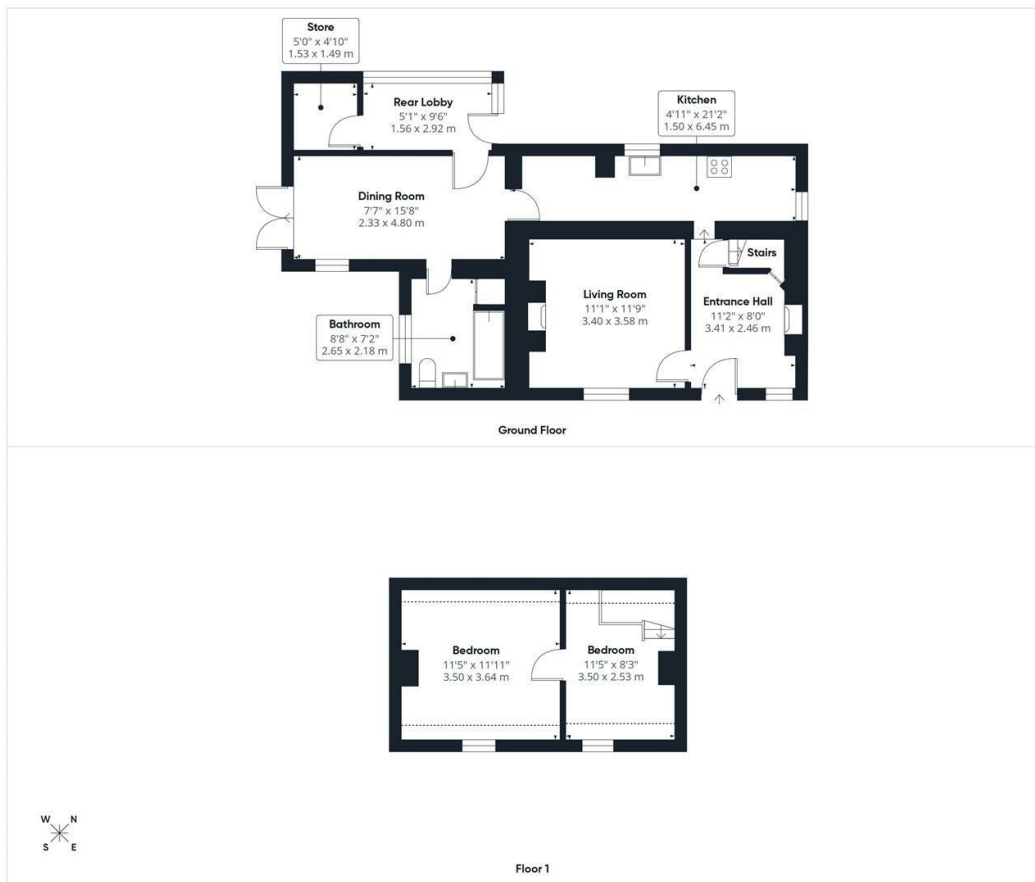 Store
5'0" x 4'10"
1.53 x 1.49 m
Rear Lobby
5'1" x 9'6"
1.56 x 2.92 m
Kitchen
4'11" x 21'2"
1.50 x 6.45 m
Dining Room
7'7" x 15'8"
2.33 x 4.80 m
Stairs
Living Room
11'1" x 11'9"
3.40 x 3.58 m
Entrance Hall
11'2" x 8'0"
3.41 x 2.46 m
Bathroom
8'8" x 7'2"
2.65 x 2.18 m
Ground Floor
Bedroom
11'5" x 11'11"
3.50 x 3.64 m
Bedroom
11'5" x 8'3"
3.50 x 2.53 m
W N
S E
Floor 1